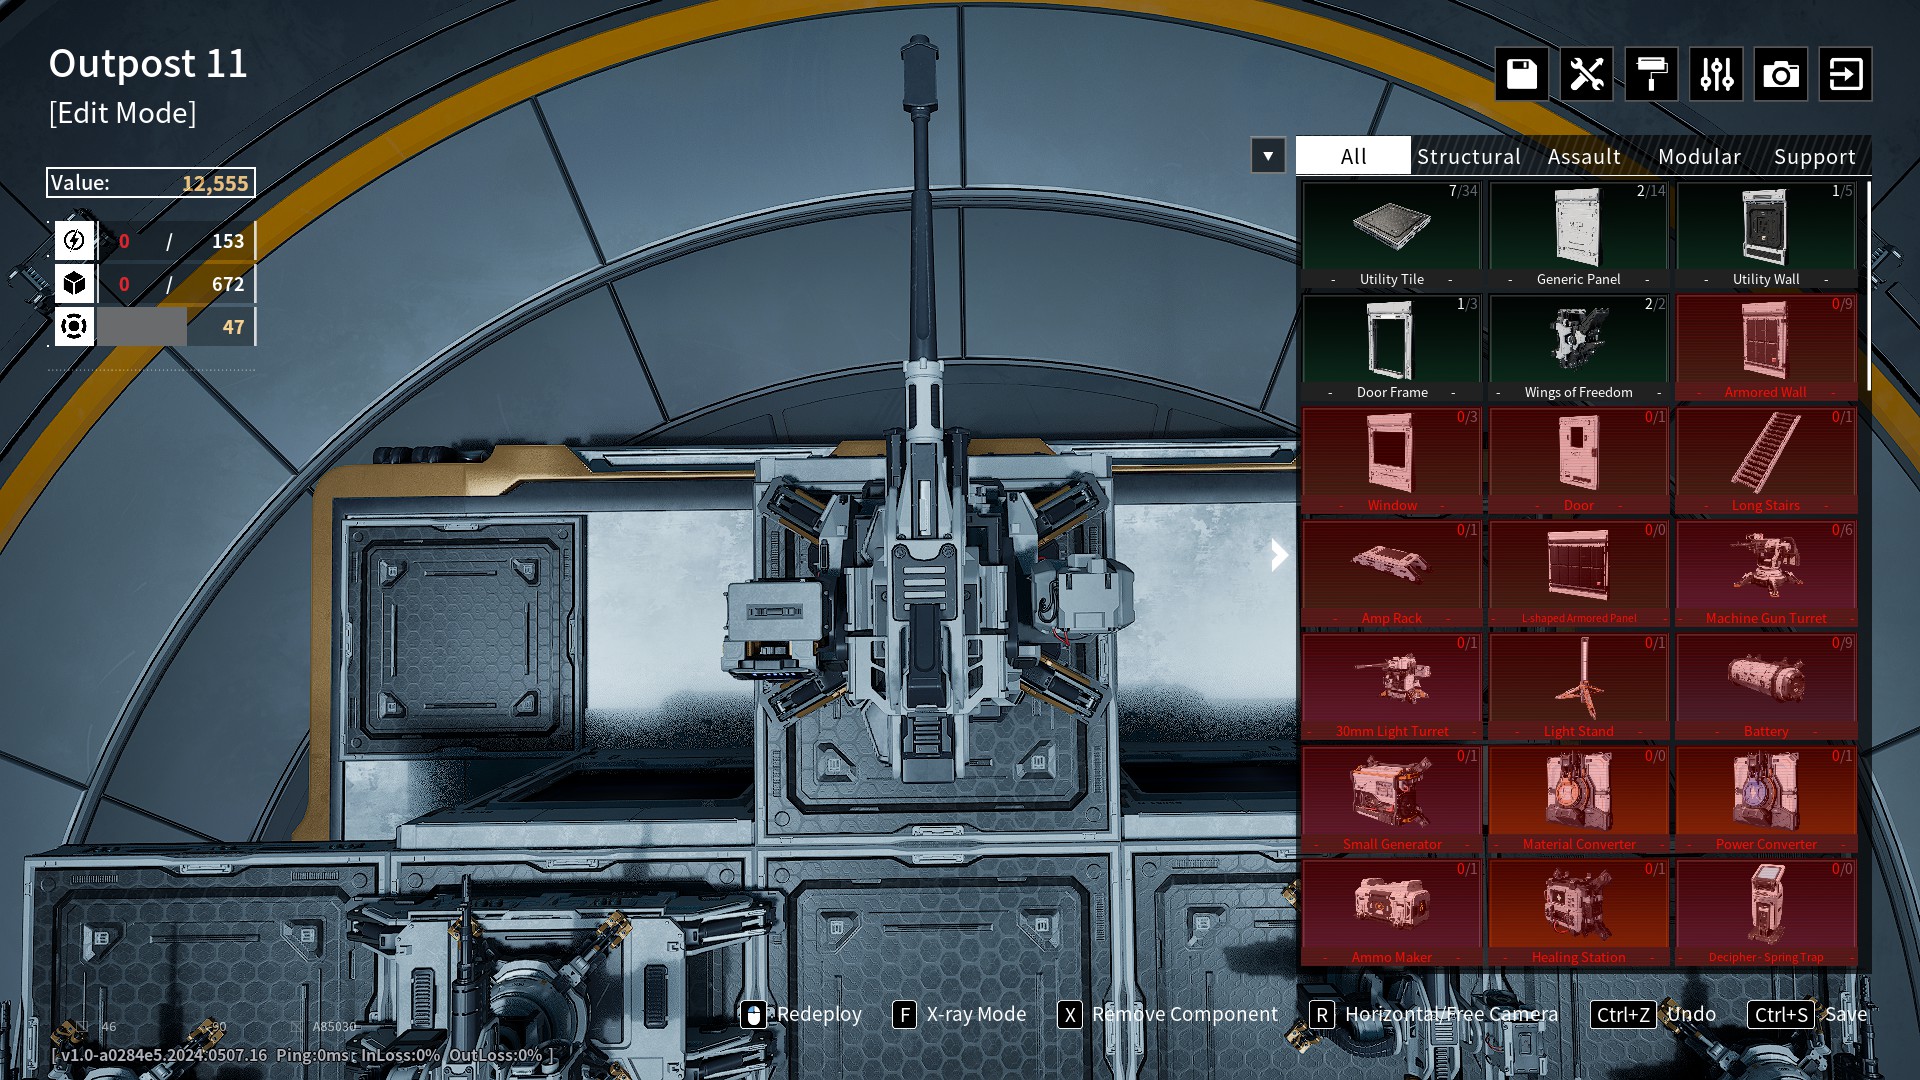 Outpost 11
[Edit Mode]
Value: 12,555
0 / 153
0 / 672
47
▼ All Structural Assault Modular Support
7/34 2/14 1/5
- Utility Tile - - Generic Panel - - Utility Wall -
1/3 2/2 0/9
- Door Frame - - Wings of Freedom - - Armored Wall -
0/3 0/1 0/1
- Window - - Door - - Long Stairs -
0/1 0/0 0/6
- Amp Rack - - L-shaped Armored Panel - - Machine Gun Turret -
0/1 0/1 0/9
- 30mm Light Turret - - Light Stand - - Battery -
0/1 0/0 0/1
- Small Generator - - Material Converter - - Power Converter -
0/1 0/1 0/0
- Ammo Maker - - Healing Station - - Decipher - Spring Trap -
Redeploy F X-ray Mode X Remove Component R Horizontal/Free Camera Ctrl+Z Undo Ctrl+S Save
46 90 A85030
[ v1.0-a0284e5.2024.0507.16 Ping:0ms InLoss:0% OutLoss:0% ]